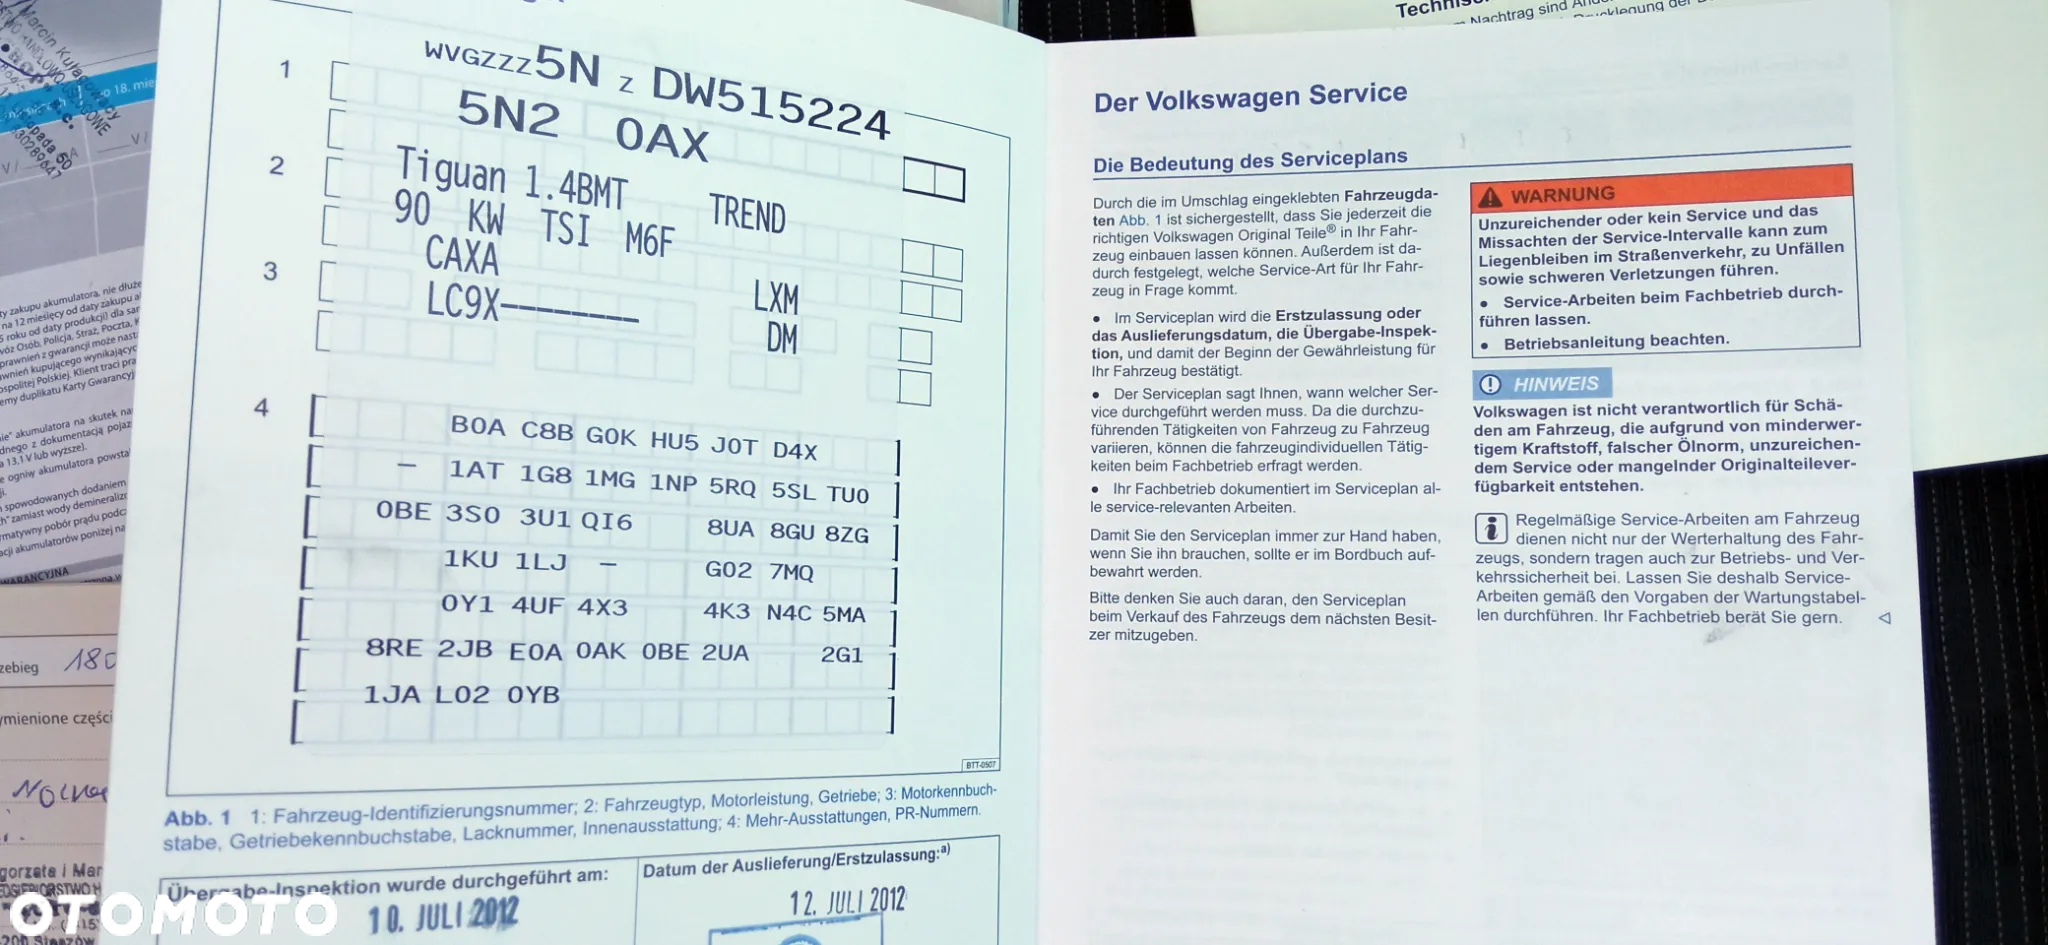 1
WVGZZZ5N Z DW515224
5N2 0AX
2
Tiguan 1.4BMT TREND
90 KW TSI M6F
3
CAXA LXM
LC9X--------- DM
4
B0A C8B G0K HU5 J0T D4X
- 1AT 1G8 1MG 1NP 5RQ 5SL TU0
0BE 3S0 3U1 QI6 8UA 8GU 8ZG
1KU 1LJ - G02 7MQ
0Y1 4UF 4X3 4K3 N4C 5MA
8RE 2JB E0A 0AK 0BE 2UA 2G1
1JA L02 0YB
BTT-0507
Abb. 1 1: Fahrzeug-Identifizierungsnummer; 2: Fahrzeugtyp, Motorleistung, Getriebe; 3: Motorkennbuch-
stabe, Getriebekennbuchstabe, Lacknummer, Innenausstattung; 4: Mehr-Ausstattungen, PR-Nummern.
Übergabe-Inspektion wurde durchgeführt am:
10. JULI 2012
Datum der Auslieferung/Erstzulassung:a)
12. JULI 2012
Der Volkswagen Service
Die Bedeutung des Serviceplans
Durch die im Umschlag eingeklebten Fahrzeugda-
ten Abb. 1 ist sichergestellt, dass Sie jederzeit die
richtigen Volkswagen Original Teile® in Ihr Fahr-
zeug einbauen lassen können. Außerdem ist da-
durch festgelegt, welche Service-Art für Ihr Fahr-
zeug in Frage kommt.
• Im Serviceplan wird die Erstzulassung oder
das Auslieferungsdatum, die Übergabe-Inspek-
tion, und damit der Beginn der Gewährleistung für
Ihr Fahrzeug bestätigt.
• Der Serviceplan sagt Ihnen, wann welcher Ser-
vice durchgeführt werden muss. Da die durchzu-
führenden Tätigkeiten von Fahrzeug zu Fahrzeug
variieren, können die fahrzeugindividuellen Tätig-
keiten beim Fachbetrieb erfragt werden.
• Ihr Fachbetrieb dokumentiert im Serviceplan al-
le service-relevanten Arbeiten.
Damit Sie den Serviceplan immer zur Hand haben,
wenn Sie ihn brauchen, sollte er im Bordbuch auf-
bewahrt werden.
Bitte denken Sie auch daran, den Serviceplan
beim Verkauf des Fahrzeugs dem nächsten Besit-
zer mitzugeben.
WARNUNG
Unzureichender oder kein Service und das
Missachten der Service-Intervalle kann zum
Liegenbleiben im Straßenverkehr, zu Unfällen
sowie schweren Verletzungen führen.
• Service-Arbeiten beim Fachbetrieb durch-
führen lassen.
• Betriebsanleitung beachten.
HINWEIS
Volkswagen ist nicht verantwortlich für Schä-
den am Fahrzeug, die aufgrund von minderwer-
tigem Kraftstoff, falscher Ölnorm, unzureichen-
dem Service oder mangelnder Originalteilever-
fügbarkeit entstehen.
Regelmäßige Service-Arbeiten am Fahrzeug
dienen nicht nur der Werterhaltung des Fahr-
zeugs, sondern tragen auch zur Betriebs- und Ver-
kehrssicherheit bei. Lassen Sie deshalb Service-
Arbeiten gemäß den Vorgaben der Wartungstabel-
len durchführen. Ihr Fachbetrieb berät Sie gern.
Nachtrag sind
OTOMOTO